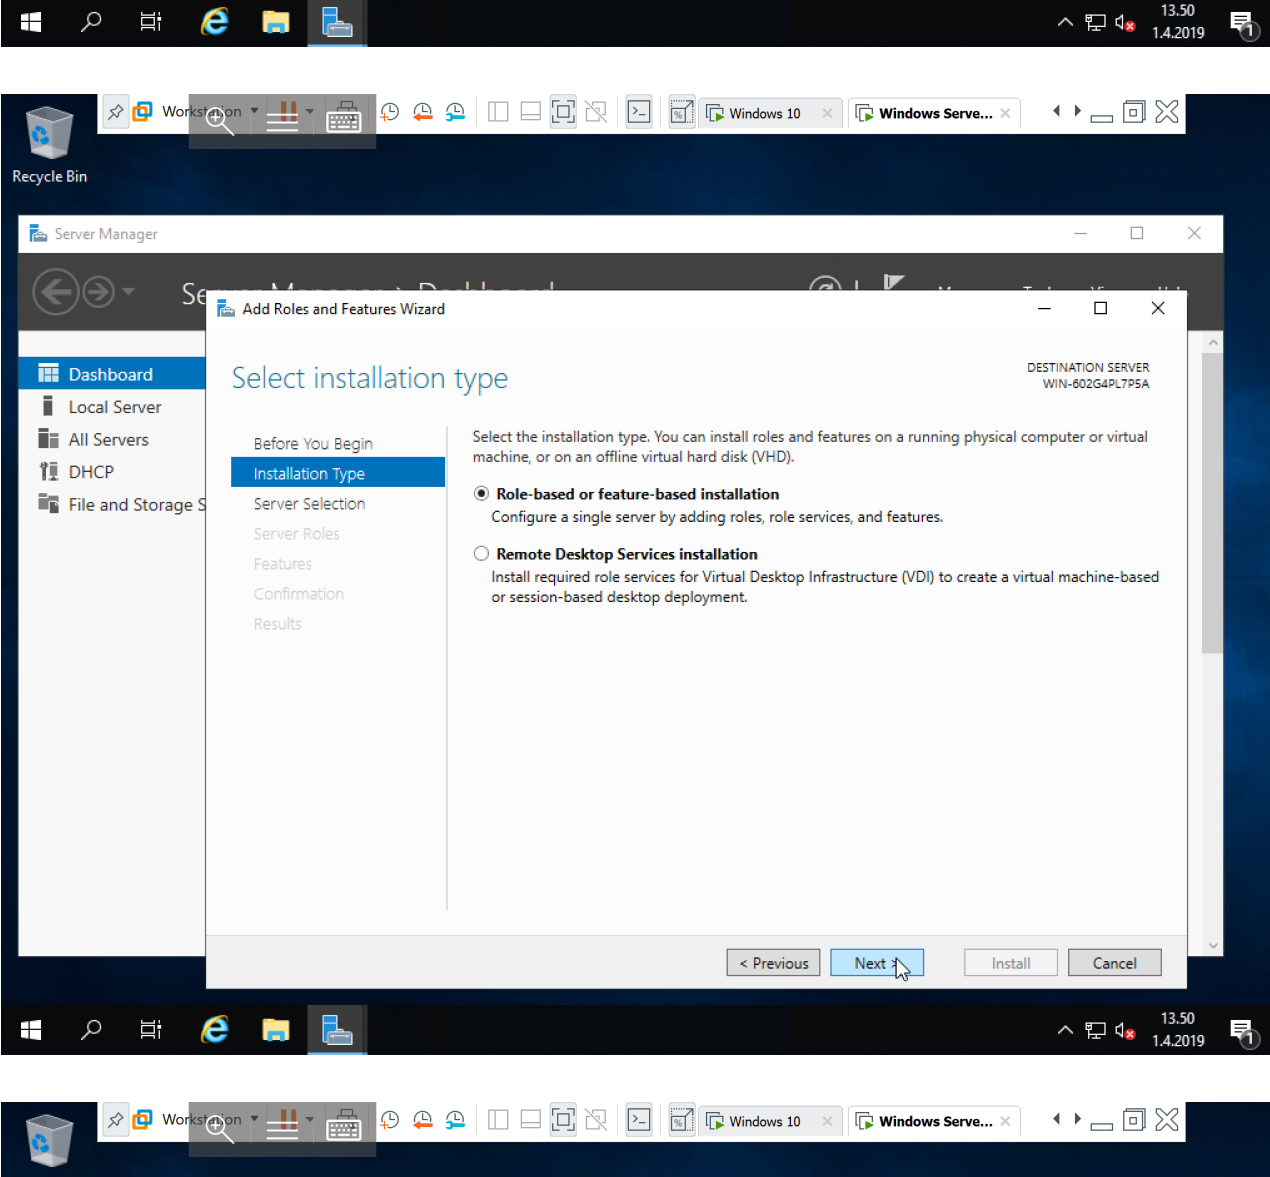 13.50
1.4.2019
1
Workstation
Windows 10
Windows Serve...
Recycle Bin
Server Manager
Add Roles and Features Wizard
Select installation type
DESTINATION SERVER
WIN-602G4PL7P5A
Dashboard
Local Server
All Servers
DHCP
File and Storage S
Before You Begin
Installation Type
Server Selection
Server Roles
Features
Confirmation
Results
Select the installation type. You can install roles and features on a running physical computer or virtual
machine, or on an offline virtual hard disk (VHD).
Role-based or feature-based installation
Configure a single server by adding roles, role services, and features.
Remote Desktop Services installation
Install required role services for Virtual Desktop Infrastructure (VDI) to create a virtual machine-based
or session-based desktop deployment.
< Previous
Next >
Install
Cancel
13.50
1.4.2019
1
Workstation
Windows 10
Windows Serve...